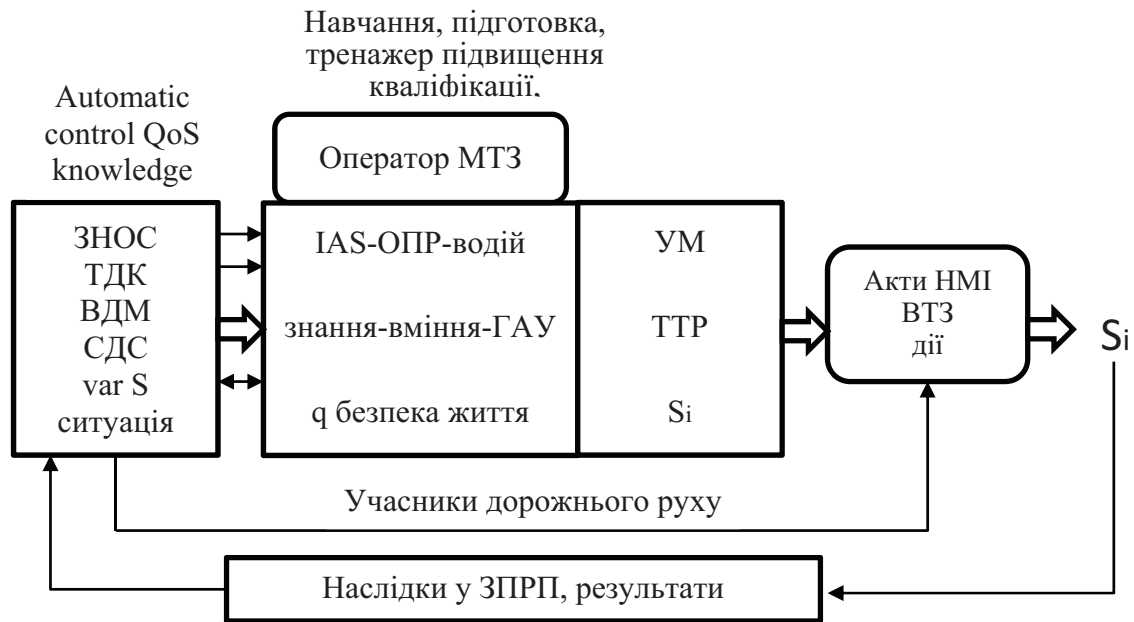 Навчання, підготовка,
тренажер підвищення
кваліфікації,
Automatic
control QoS
knowledge
Оператор МТЗ
ЗНОС
ТДК
ВДМ
СДС
var S
ситуація
IAS-ОПР-водій
знання-вміння-ГАУ
q безпека життя
УМ
ТТР
Si
Акти НМІ
ВТЗ
дії
Si
Учасники дорожнього руху
Наслідки у ЗПРП, результати